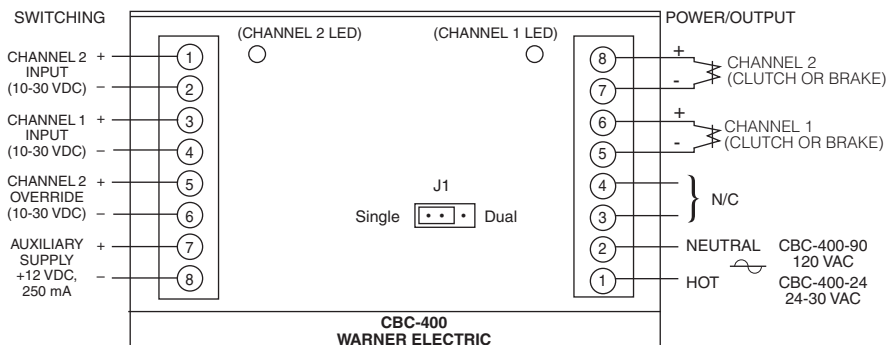 SWITCHING
POWER/OUTPUT
(CHANNEL 2 LED)
(CHANNEL 1 LED)
CHANNEL 2 +
INPUT
(10-30 VDC) –
CHANNEL 1 +
INPUT
(10-30 VDC) –
CHANNEL 2 +
OVERRIDE
(10-30 VDC) –
AUXILIARY +
SUPPLY
+12 VDC, –
250 mA
1
2
3
4
5
6
7
8
J1
Single
Dual
8
7
6
5
4
3
2
1
+
CHANNEL 2
- (CLUTCH OR BRAKE)
+
CHANNEL 1
- (CLUTCH OR BRAKE)
N/C
NEUTRAL
HOT
CBC-400-90
120 VAC
CBC-400-24
24-30 VAC
CBC-400
WARNER ELECTRIC